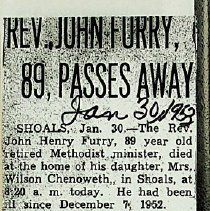 REV. JOHN FURRY,
89, PASSES AWAY
Jan 30, 1953
SHOALS, Jan. 30.—The Rev.
John Henry Furry, 89 year old
retired Methodist minister, died
at the home of his daughter, Mrs.
Wilson Chenoweth, in Shoals, at
8:20 a. m. today. He had been
ill since December 7, 1952.